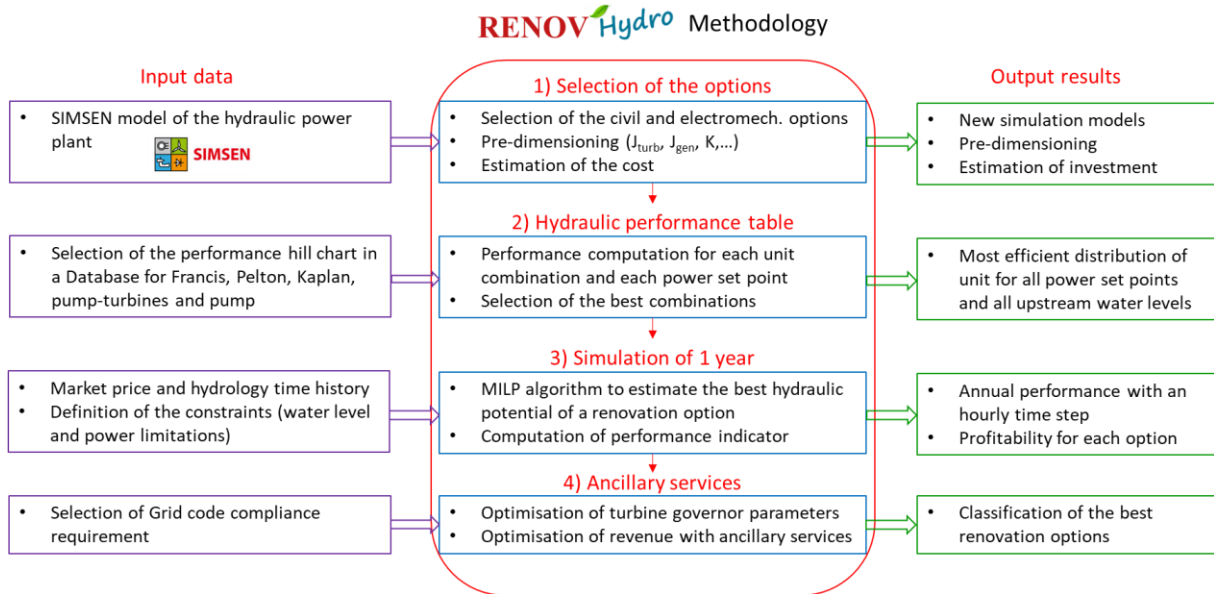 RENOV Hydro Methodology
Input data
1) Selection of the options
Output results
• SIMSEN model of the hydraulic power
plant
SIMSEN
• Selection of the civil and electromech. options
• Pre-dimensioning (Jturb, Jgen, K,...)
• Estimation of the cost
• New simulation models
• Pre-dimensioning
• Estimation of investment
2) Hydraulic performance table
• Selection of the performance hill chart in
a Database for Francis, Pelton, Kaplan,
pump-turbines and pump
• Performance computation for each unit
combination and each power set point
• Selection of the best combinations
• Most efficient distribution of
unit for all power set points
and all upstream water levels
3) Simulation of 1 year
• Market price and hydrology time history
• Definition of the constraints (water level
and power limitations)
• MILP algorithm to estimate the best hydraulic
potential of a renovation option
• Computation of performance indicator
• Annual performance with an
hourly time step
• Profitability for each option
4) Ancillary services
• Selection of Grid code compliance
requirement
• Optimisation of turbine governor parameters
• Optimisation of revenue with ancillary services
• Classification of the best
renovation options